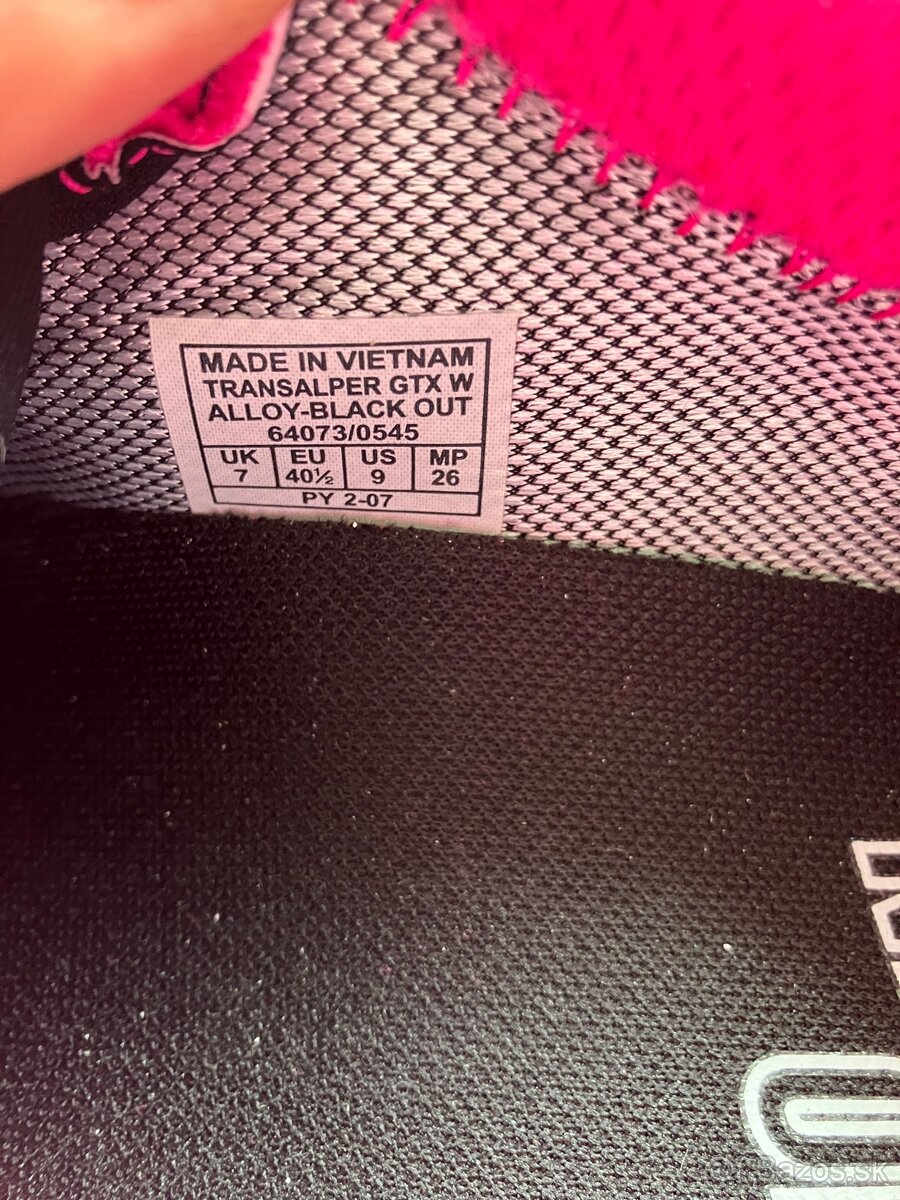 MADE IN VIETNAM
TRANSALPER GTX W
ALLOY-BLACK OUT
64073/0545
UK EU US MP
7 40½ 9 26
PY 2-07